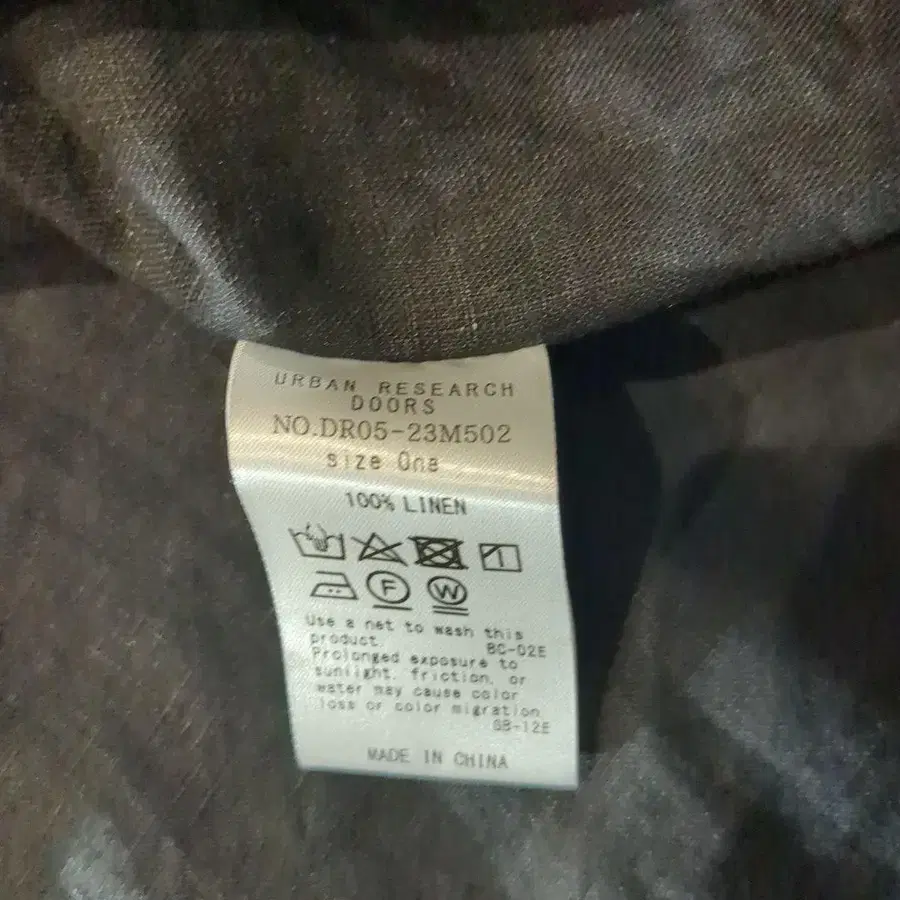 URBAN RESEARCH
DOORS
NO.DR05-23M502
size One
100% LINEN
F W
Use a net to wash this
product.
BC-02E
Prolonged exposure to
sunlight, friction, or
water may cause color
loss or color migration
GB-12E
MADE IN CHINA